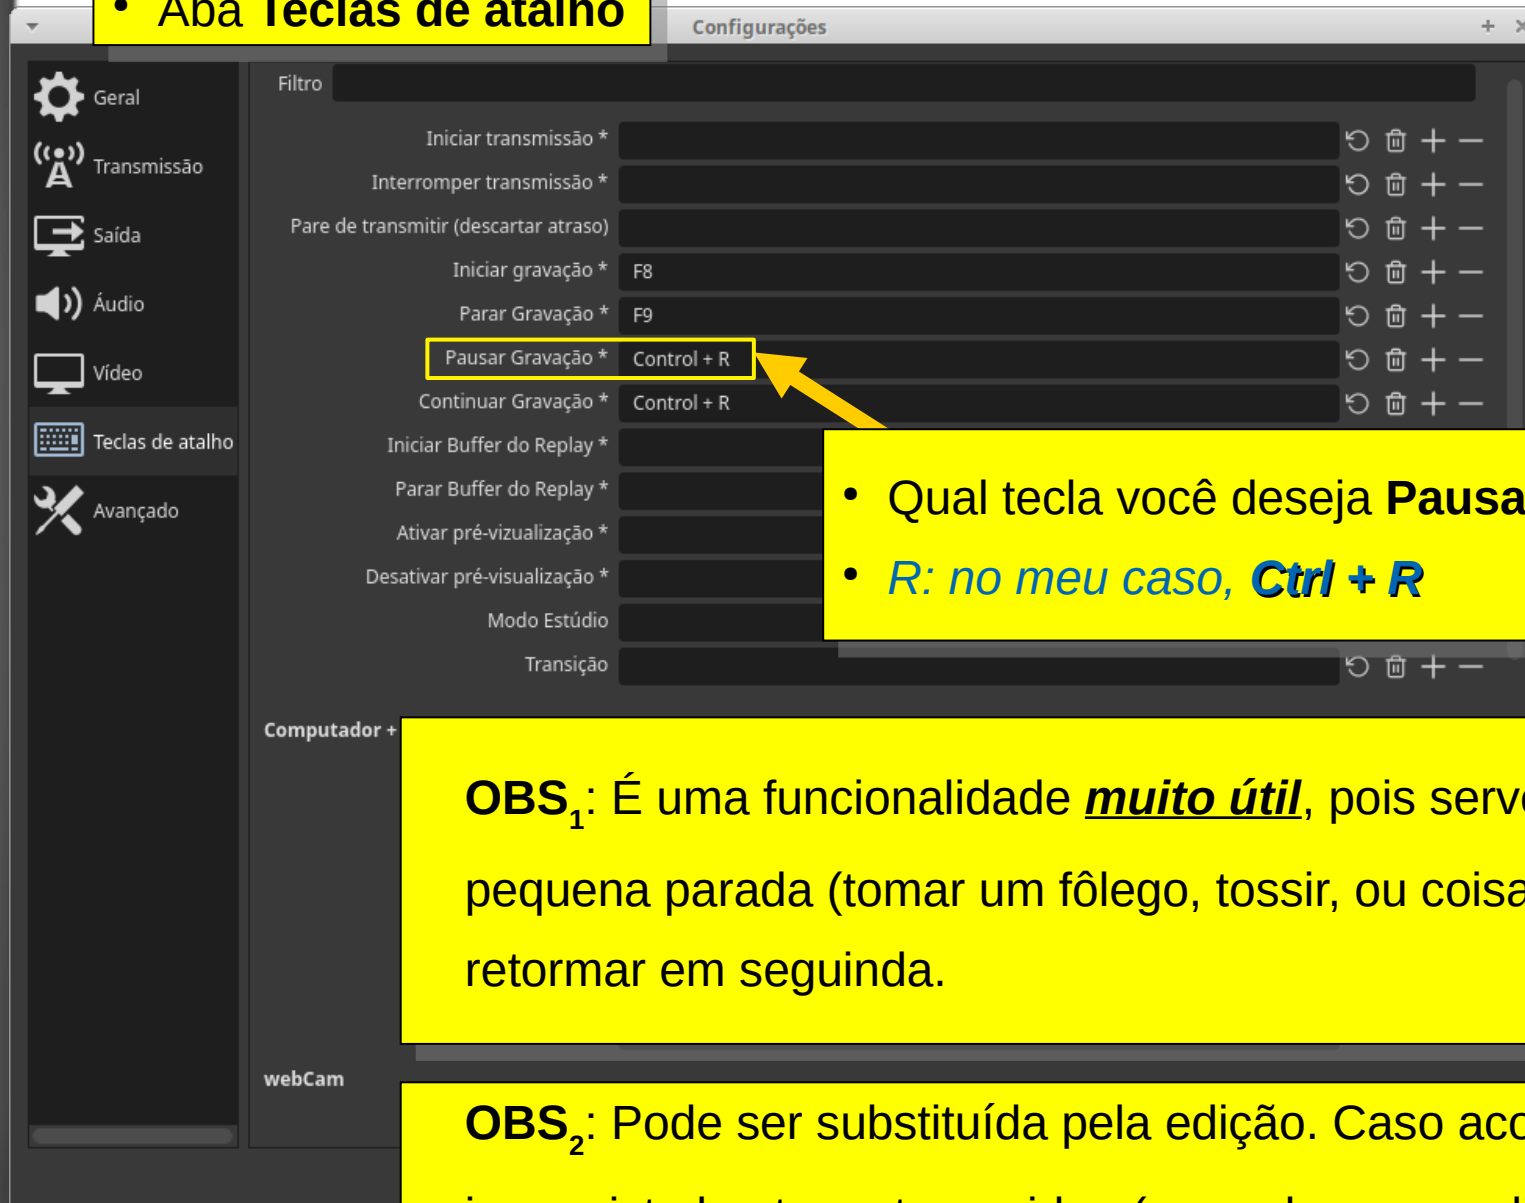 • Aba Teclas de atalho
Configurações
Geral
Transmissão
Saída
Áudio
Vídeo
Teclas de atalho
Avançado
Filtro
Iniciar transmissão *
Interromper transmissão *
Pare de transmitir (descartar atraso)
Iniciar gravação * F8
Parar Gravação * F9
Pausar Gravação * Control + R
Continuar Gravação * Control + R
Iniciar Buffer do Replay *
Parar Buffer do Replay *
Ativar pré-vizualização *
Desativar pré-visualização *
Modo Estúdio
Transição
• Qual tecla você deseja Pausa
• R: no meu caso, Ctrl + R
Computador +
OBS₁: É uma funcionalidade muito útil, pois serve
pequena parada (tomar um fôlego, tossir, ou coisa
retormar em seguinda.
webCam
OBS₂: Pode ser substituída pela edição. Caso aco